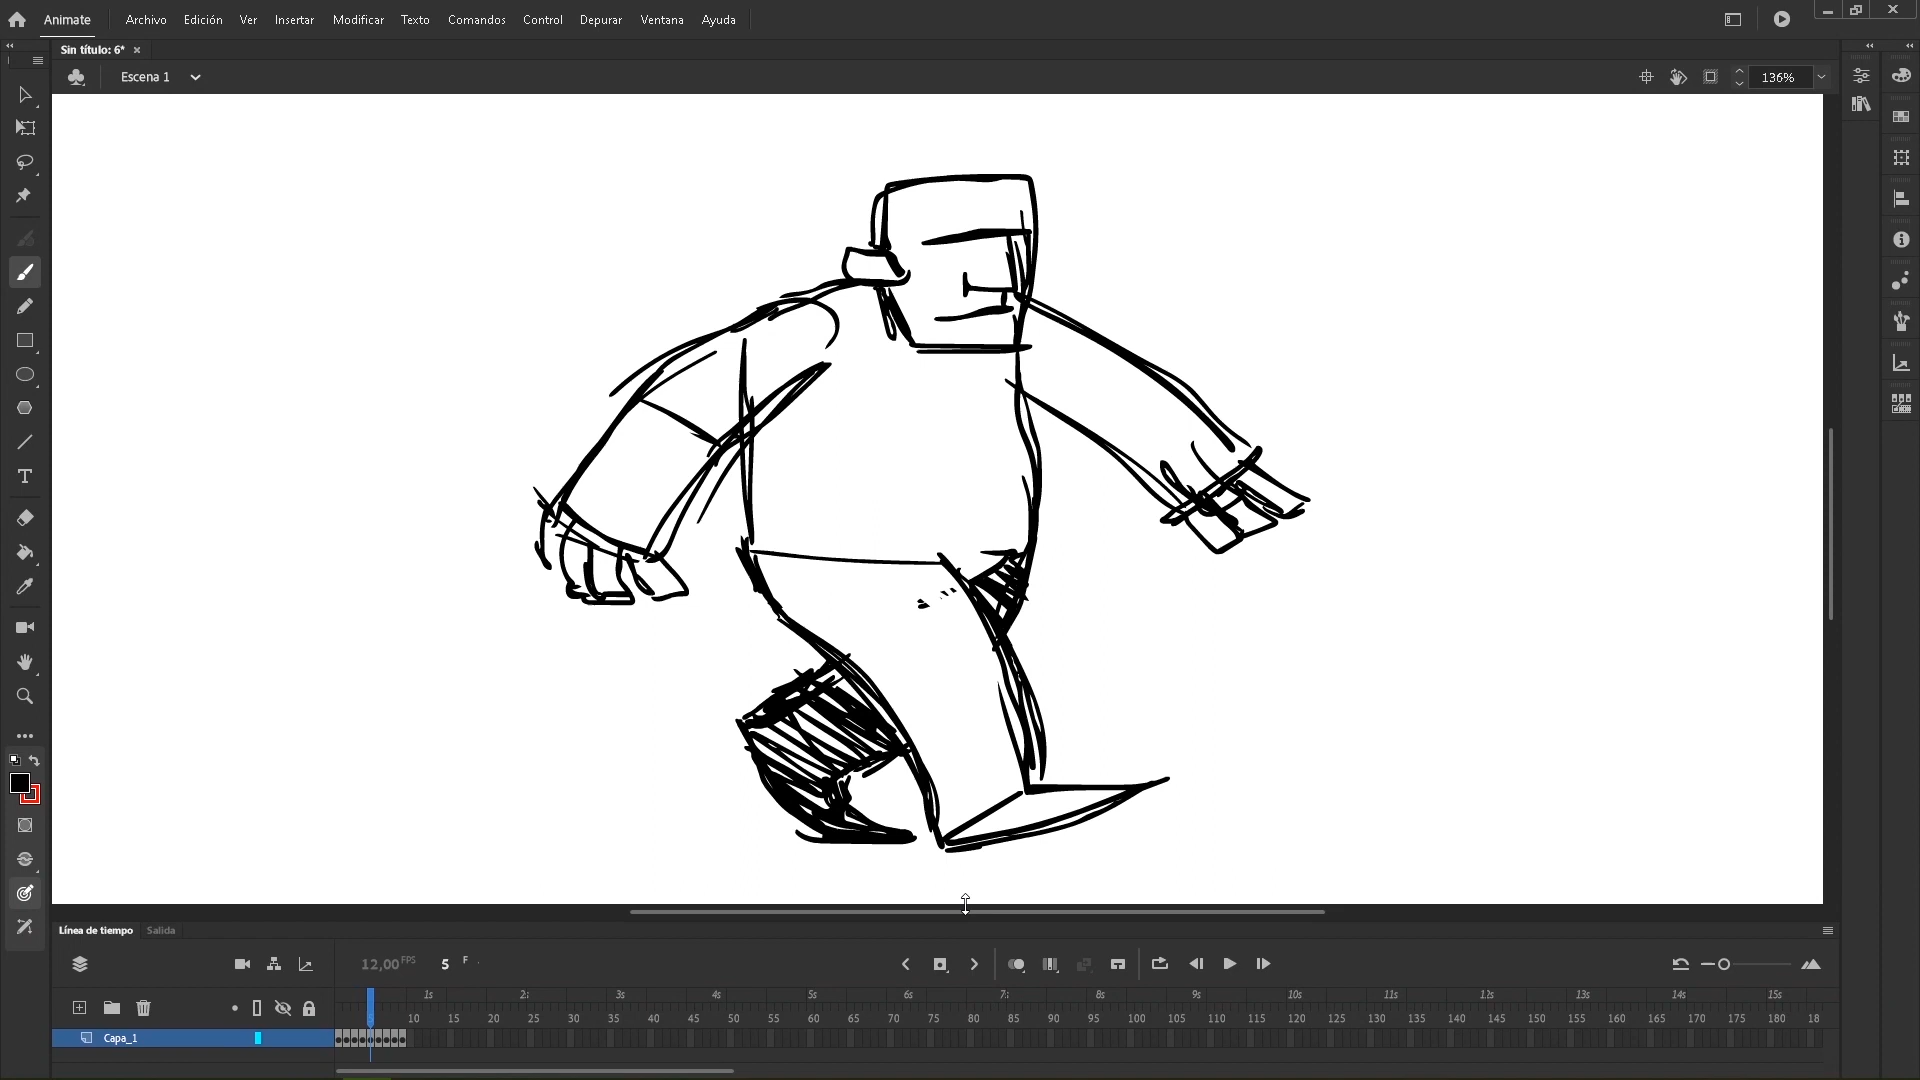 Animate Archivo Edición Ver Insertar Modificar Texto Comandos Control Depurar Ventana Ayuda
Sin título: 6*
Escena 1
136%
Línea de tiempo Salida
12,00 FPS 5 F
1s 2s 3s 4s 5s 6s 7s 8s 9s 10s 11s 12s 13s 14s 15s
10 15 20 25 30 35 40 45 50 55 60 65 70 75 80 85 90 95 100 105 110 115 120 125 130 135 140 145 150 155 160 165 170 175 180 18
Capa_1